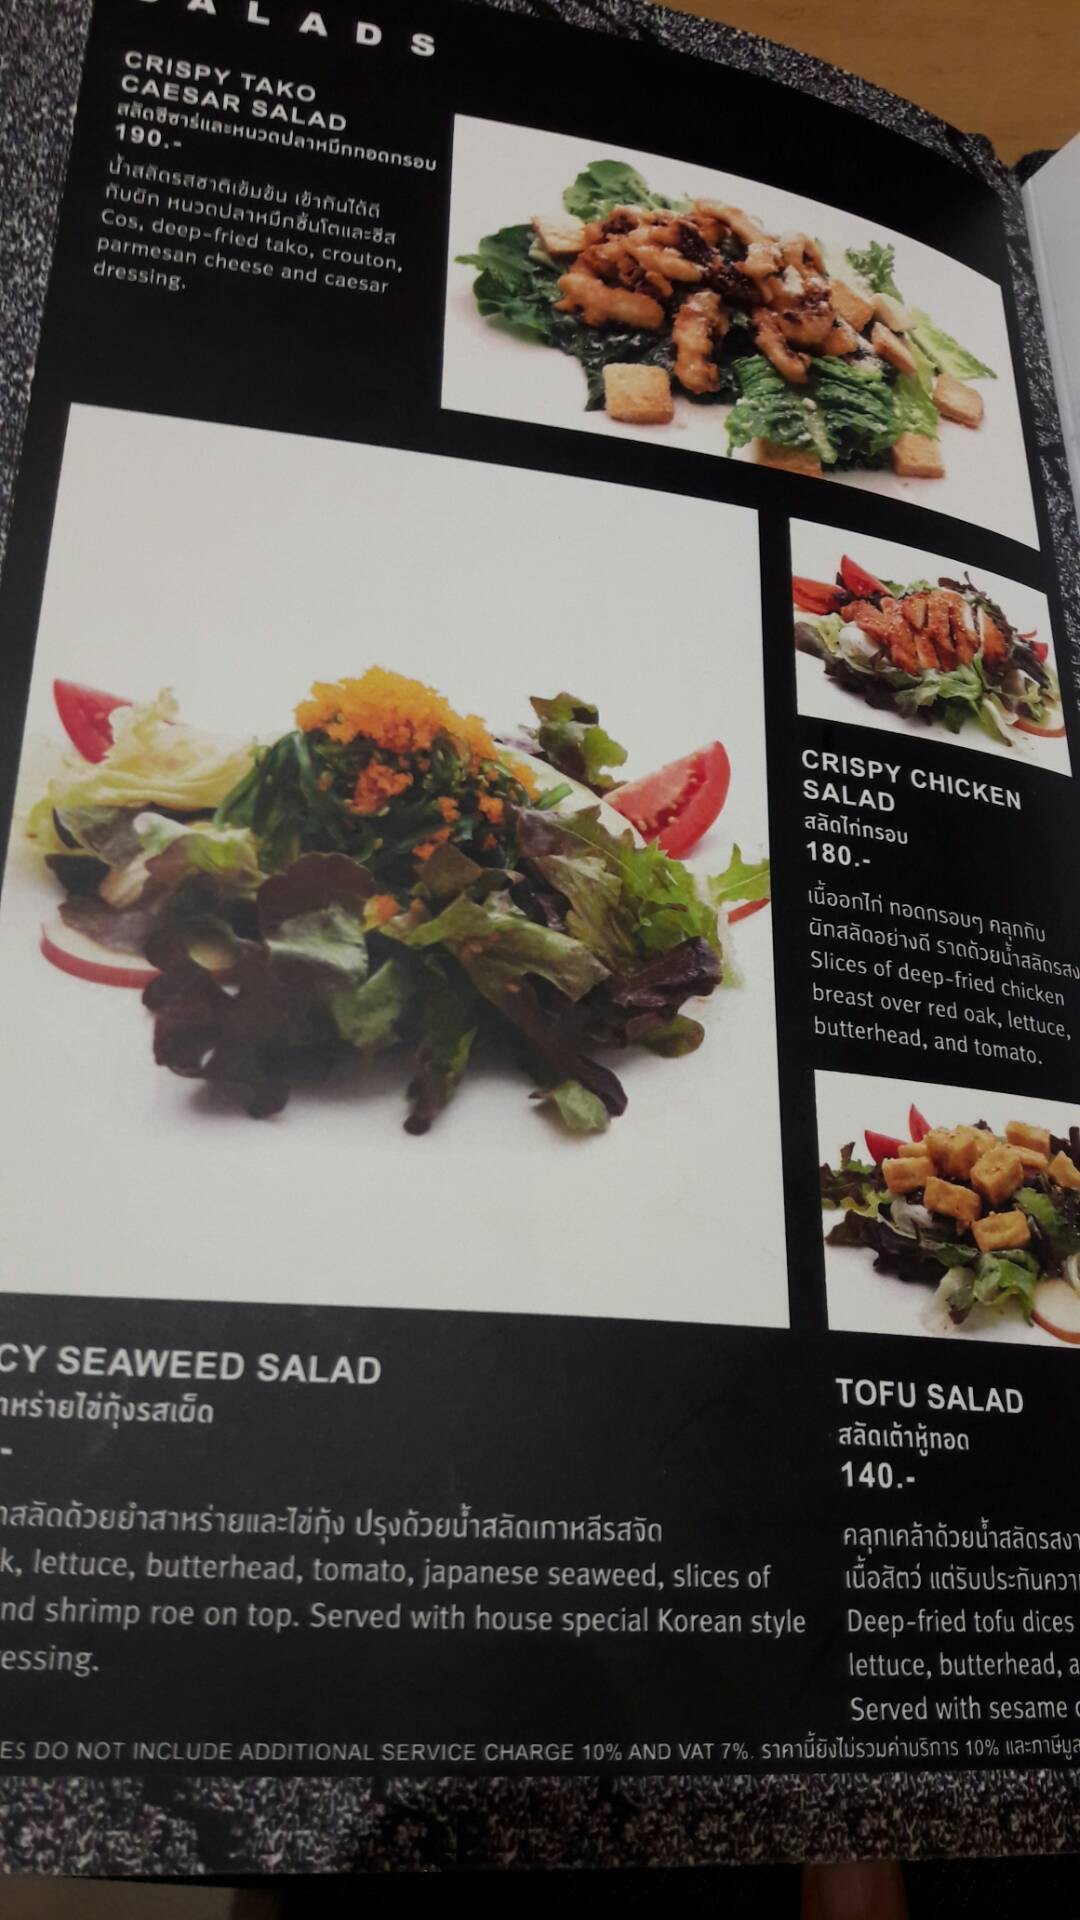 SALADS
CRISPY TAKO
CAESAR SALAD
สลัดซีซาร์และหนวดปลาหมึกทอดกรอบ
190.-
น้ำสลัดรสชาติเข้มข้น เข้ากันได้ดี
กับผัก หนวดปลาหมึกชิ้นโตและชีส
Cos, deep-fried tako, crouton,
parmesan cheese and caesar
dressing.
CRISPY CHICKEN
SALAD
สลัดไก่กรอบ
180.-
เนื้ออกไก่ ทอดกรอบๆ คลุกกับ
ผักสลัดอย่างดี ราดด้วยน้ำสลัดรส
Slices of deep-fried chicken
breast over red oak, lettuce,
butterhead, and tomato.
CY SEAWEED SALAD
าหร่ายไข่กุ้งรสเผ็ด
-
าสลัดด้วยยำสาหร่ายและไข่กุ้ง ปรุงด้วยน้ำสลัดเกาหลีรสจัด
k, lettuce, butterhead, tomato, japanese seaweed, slices of
nd shrimp roe on top. Served with house special Korean style
essing.
TOFU SALAD
สลัดเต้าหู้ทอด
140.-
คลุกเคล้าด้วยน้ำสลัดรสงา
เนื้อสัตว์ แต่รับประกันควา
Deep-fried tofu dices
lettuce, butterhead, a
Served with sesame
ES DO NOT INCLUDE ADDITIONAL SERVICE CHARGE 10% AND VAT 7%. ราคานี้ยังไม่รวมค่าบริการ 10% และภาษีมูล